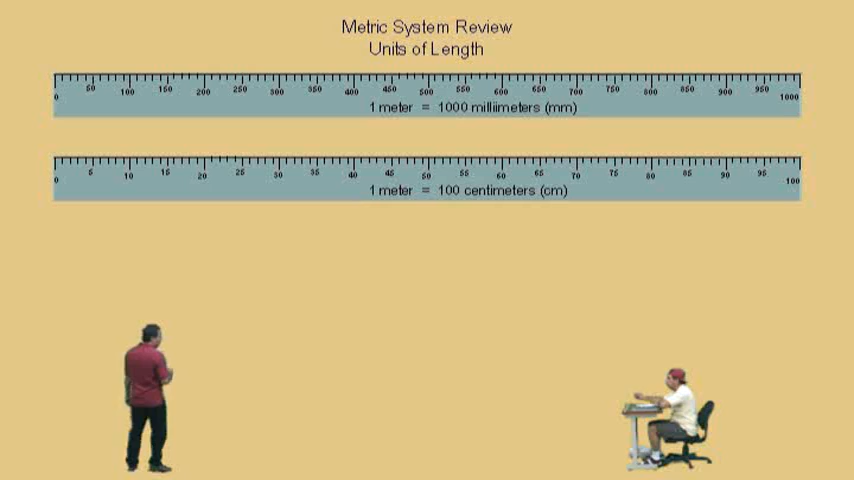 Metric System Review
Units of Length
0 50 100 150 200 250 300 350 400 450 500 550 600 650 700 750 800 850 900 950 1000
1 meter = 1000 millimeters (mm)
0 5 10 15 20 25 30 35 40 45 50 55 60 65 70 75 80 85 90 95 100
1 meter = 100 centimeters (cm)